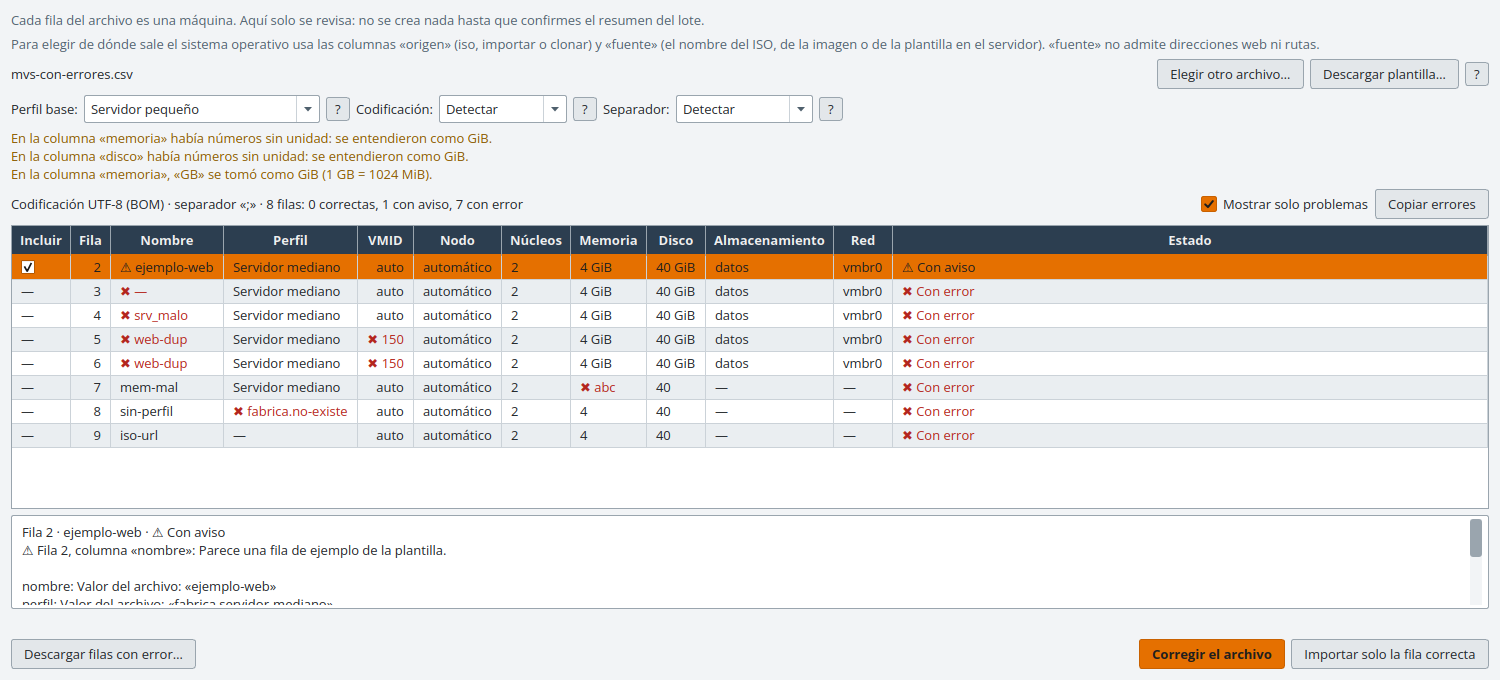 Cada fila del archivo es una máquina. Aquí solo se revisa: no se crea nada hasta que confirmes el resumen del lote.
Para elegir de dónde sale el sistema operativo usa las columnas «origen» (iso, importar o clonar) y «fuente» (el nombre del ISO, de la imagen o de la plantilla en el servidor). «fuente» no admite direcciones web ni rutas.
mvs-con-errores.csv Elegir otro archivo... Descargar plantilla... ?
Perfil base: Servidor pequeño ? Codificación: Detectar ? Separador: Detectar ?
En la columna «memoria» había números sin unidad: se entendieron como GiB.
En la columna «disco» había números sin unidad: se entendieron como GiB.
En la columna «memoria», «GB» se tomó como GiB (1 GB = 1024 MiB).
Codificación UTF-8 (BOM) · separador «;» · 8 filas: 0 correctas, 1 con aviso, 7 con error Mostrar solo problemas Copiar errores
Incluir Fila Nombre Perfil VMID Nodo Núcleos Memoria Disco Almacenamiento Red Estado
2 ⚠ ejemplo-web Servidor mediano auto automático 2 4 GiB 40 GiB datos vmbr0 ⚠ Con aviso
— 3 ✖ — Servidor mediano auto automático 2 4 GiB 40 GiB datos vmbr0 ✖ Con error
— 4 ✖ srv_malo Servidor mediano auto automático 2 4 GiB 40 GiB datos vmbr0 ✖ Con error
— 5 ✖ web-dup Servidor mediano ✖ 150 automático 2 4 GiB 40 GiB datos vmbr0 ✖ Con error
— 6 ✖ web-dup Servidor mediano ✖ 150 automático 2 4 GiB 40 GiB datos vmbr0 ✖ Con error
— 7 mem-mal Servidor mediano auto automático 2 ✖ abc 40 — — ✖ Con error
— 8 sin-perfil ✖ fabrica.no-existe auto automático 2 4 40 — — ✖ Con error
— 9 iso-url — auto automático 2 4 40 — — ✖ Con error
Fila 2 · ejemplo-web · ⚠ Con aviso
⚠ Fila 2, columna «nombre»: Parece una fila de ejemplo de la plantilla.
nombre: Valor del archivo: «ejemplo-web»
perfil: Valor del archivo: «fabrica.servidor-mediano»
Descargar filas con error... Corregir el archivo Importar solo la fila correcta